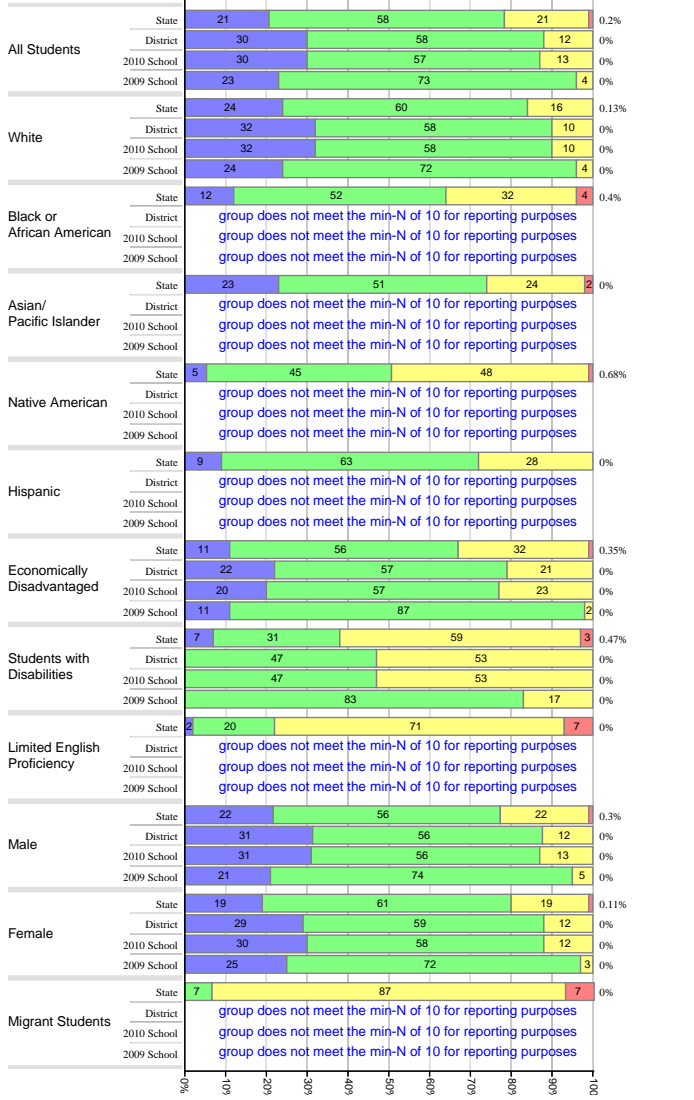 All Students
State 21 58 21 0.2%
District 30 58 12 0%
2010 School 30 57 13 0%
2009 School 23 73 4 0%
White
State 24 60 16 0.13%
District 32 58 10 0%
2010 School 32 58 10 0%
2009 School 24 72 4 0%
Black or
African American
State 12 52 32 4 0.4%
District group does not meet the min-N of 10 for reporting purposes
2010 School group does not meet the min-N of 10 for reporting purposes
2009 School group does not meet the min-N of 10 for reporting purposes
Asian/
Pacific Islander
State 23 51 24 2 0%
District group does not meet the min-N of 10 for reporting purposes
2010 School group does not meet the min-N of 10 for reporting purposes
2009 School group does not meet the min-N of 10 for reporting purposes
Native American
State 5 45 48 0.68%
District group does not meet the min-N of 10 for reporting purposes
2010 School group does not meet the min-N of 10 for reporting purposes
2009 School group does not meet the min-N of 10 for reporting purposes
Hispanic
State 9 63 28 0%
District group does not meet the min-N of 10 for reporting purposes
2010 School group does not meet the min-N of 10 for reporting purposes
2009 School group does not meet the min-N of 10 for reporting purposes
Economically
Disadvantaged
State 11 56 32 0.35%
District 22 57 21 0%
2010 School 20 57 23 0%
2009 School 11 87 2 0%
Students with
Disabilities
State 7 31 59 3 0.47%
District 47 53 0%
2010 School 47 53 0%
2009 School 83 17 0%
Limited English
Proficiency
State 2 20 71 7 0%
District group does not meet the min-N of 10 for reporting purposes
2010 School group does not meet the min-N of 10 for reporting purposes
2009 School group does not meet the min-N of 10 for reporting purposes
Male
State 22 56 22 0.3%
District 31 56 12 0%
2010 School 31 56 13 0%
2009 School 21 74 5 0%
Female
State 19 61 19 0.11%
District 29 59 12 0%
2010 School 30 58 12 0%
2009 School 25 72 3 0%
Migrant Students
State 7 87 7 0%
District group does not meet the min-N of 10 for reporting purposes
2010 School group does not meet the min-N of 10 for reporting purposes
2009 School group does not meet the min-N of 10 for reporting purposes
0% 10% 20% 30% 40% 50% 60% 70% 80% 90% 100